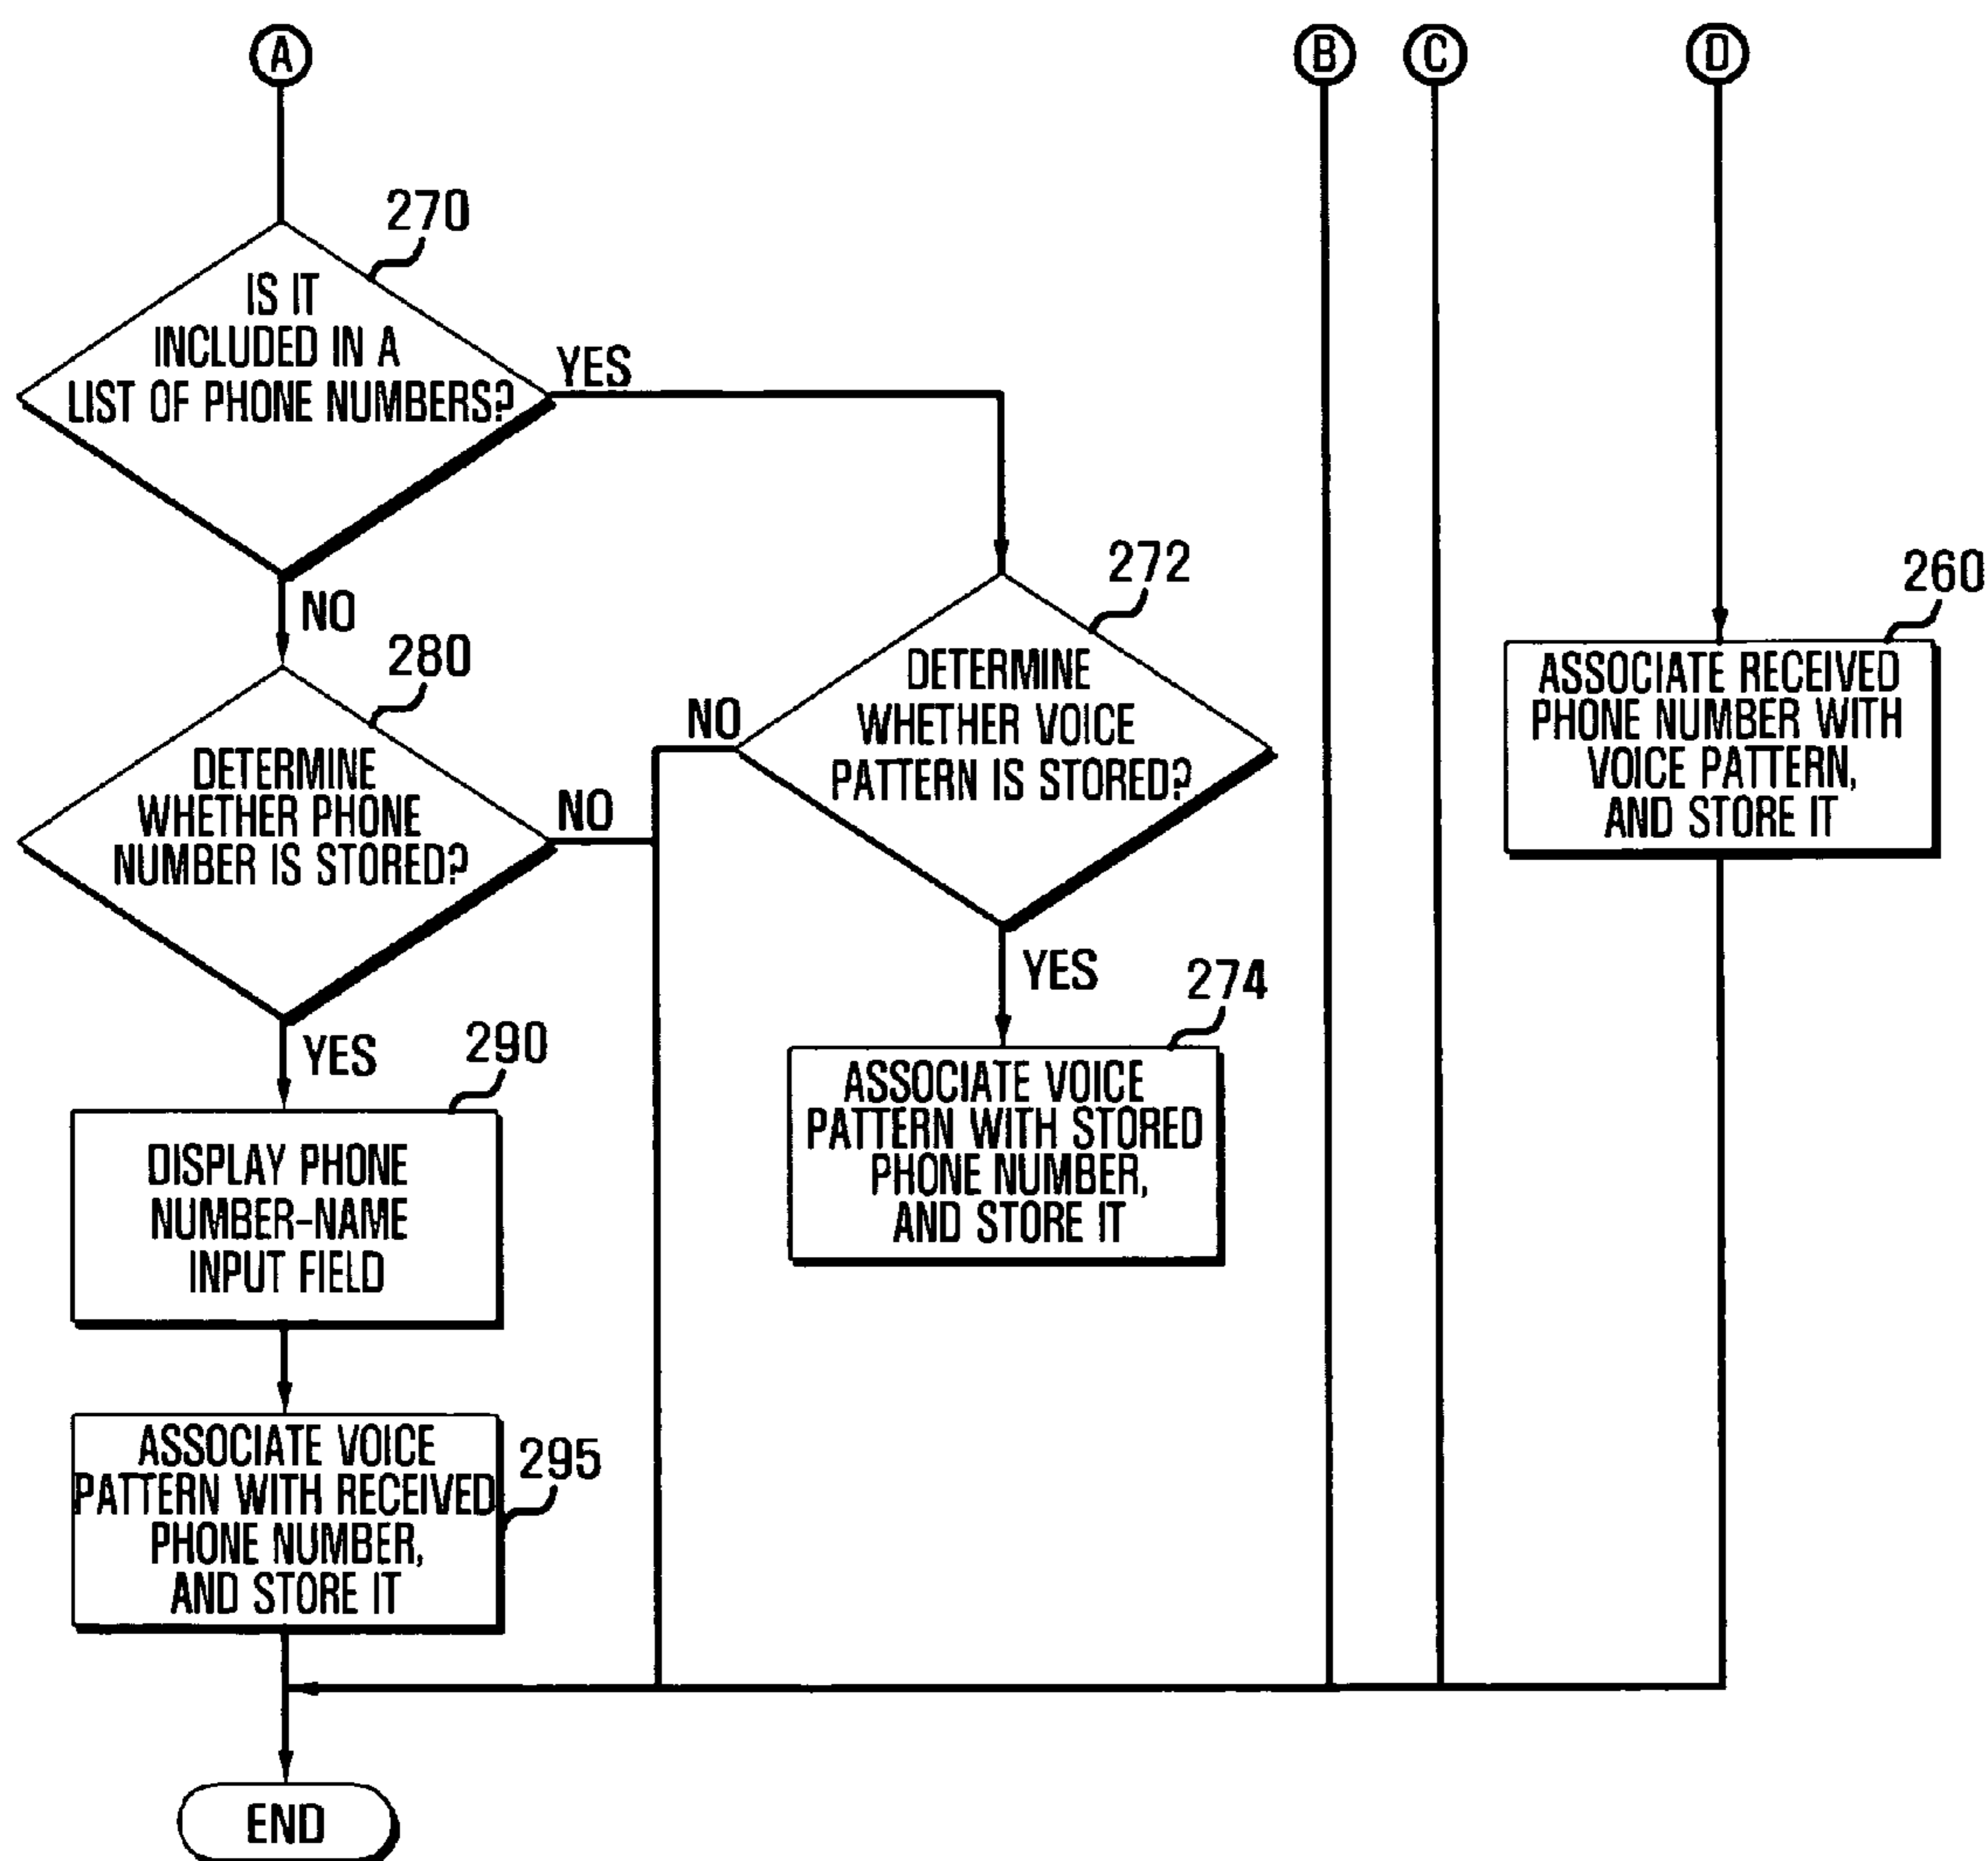 A
B
C
D
270
IS IT
INCLUDED IN A
LIST OF PHONE NUMBERS?
YES
NO
272
DETERMINE
WHETHER VOICE
PATTERN IS STORED?
NO
YES
260
ASSOCIATE RECEIVED
PHONE NUMBER WITH
VOICE PATTERN,
AND STORE IT
280
DETERMINE
WHETHER PHONE
NUMBER IS STORED?
NO
YES
274
ASSOCIATE VOICE
PATTERN WITH STORED
PHONE NUMBER,
AND STORE IT
290
DISPLAY PHONE
NUMBER-NAME
INPUT FIELD
295
ASSOCIATE VOICE
PATTERN WITH RECEIVED
PHONE NUMBER,
AND STORE IT
END